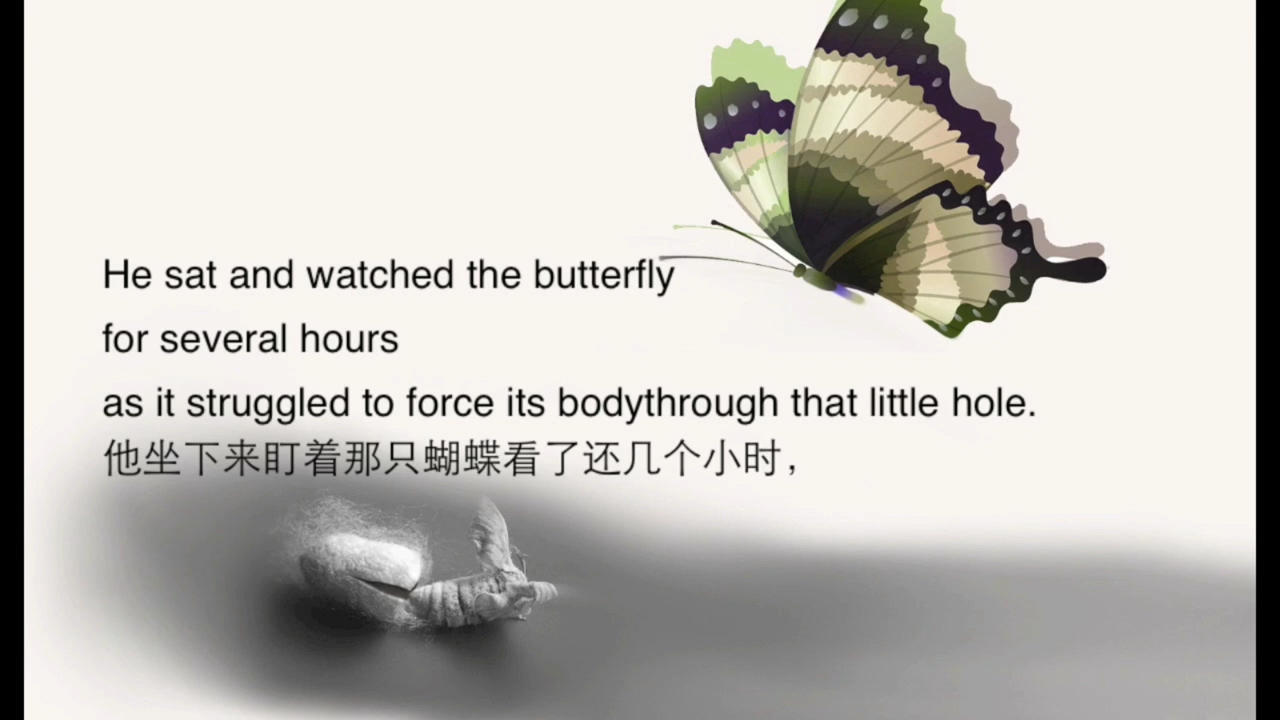 He sat and watched the butterfly
for several hours
as it struggled to force its bodythrough that little hole.
他坐下来盯着那只蝴蝶看了还几个小时，